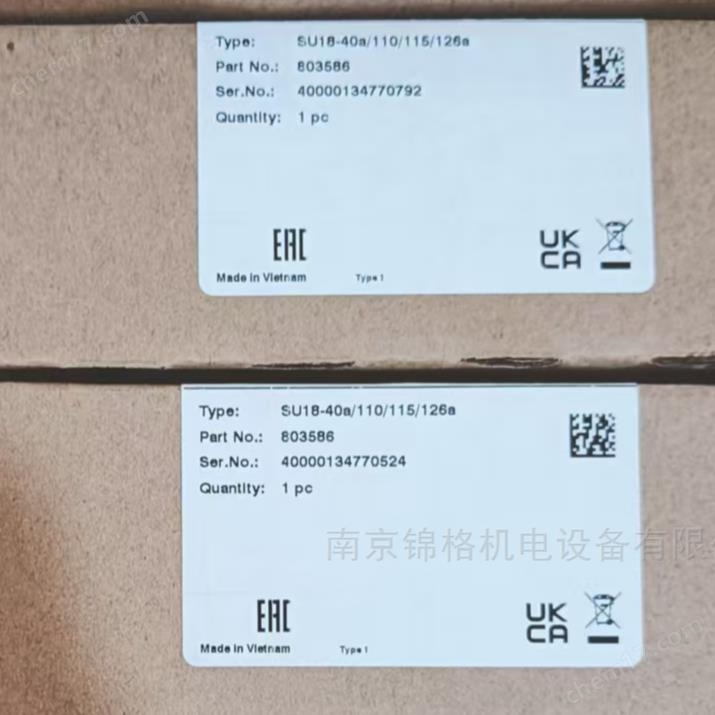 Type: SU18-40a/110/115/126a
Part No.: 803586
Ser.No.: 40000134770792
Quantity: 1 pc
EAC
UK
CA
Made in Vietnam Type 1
Type: SU18-40a/110/115/126a
Part No.: 803586
Ser.No.: 40000134770524
Quantity: 1 pc
南京锦格机电设备有限
EAC
UK
CA
Made in Vietnam Type 1